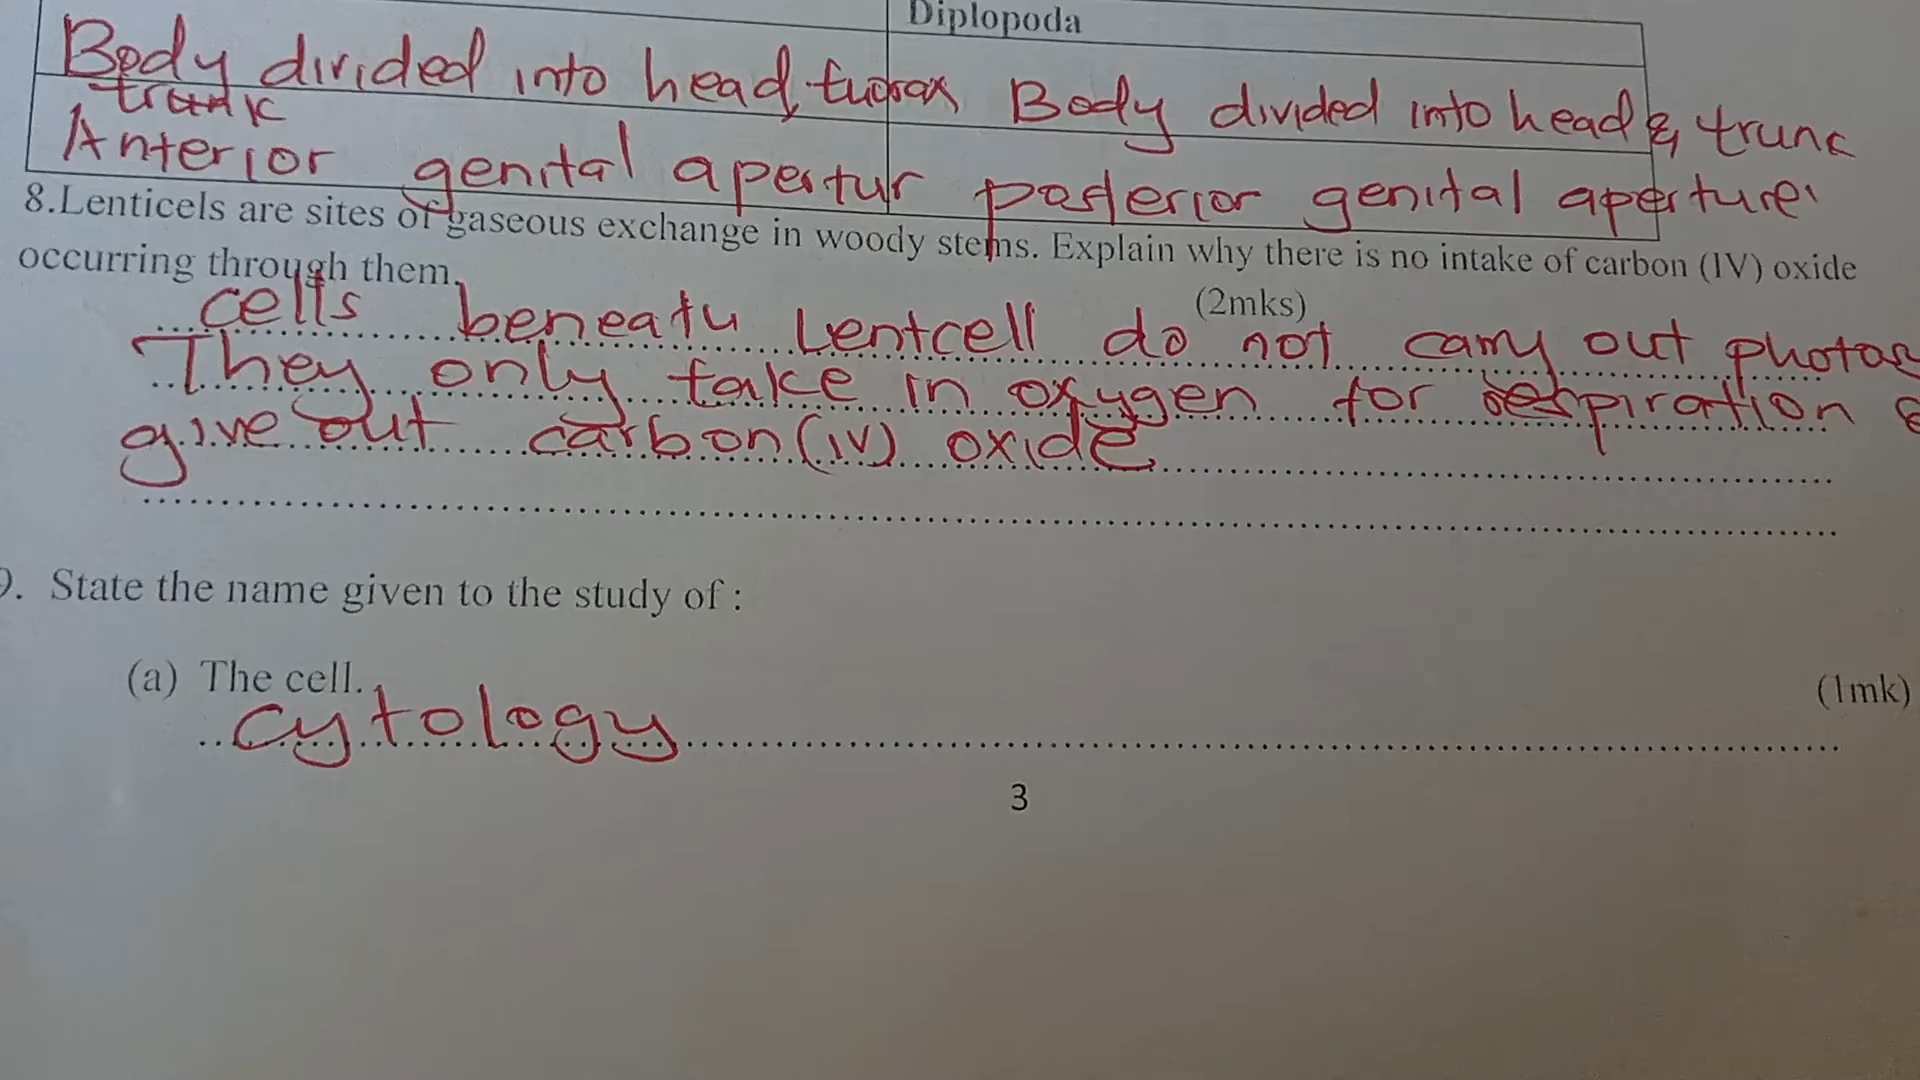 Diplopoda
Body divided into head, thorax Body divided into head & trunk
trunk
Anterior genital apertur posterior genital aperture
8.Lenticels are sites of gaseous exchange in woody stems. Explain why there is no intake of carbon (IV) oxide
occurring through them. (2mks)
cells beneath Lentcell do not carry out photos
They only take in oxygen for respiration &
give out carbon(iv) oxide
9. State the name given to the study of :
(a) The cell. (1mk)
cytology
3